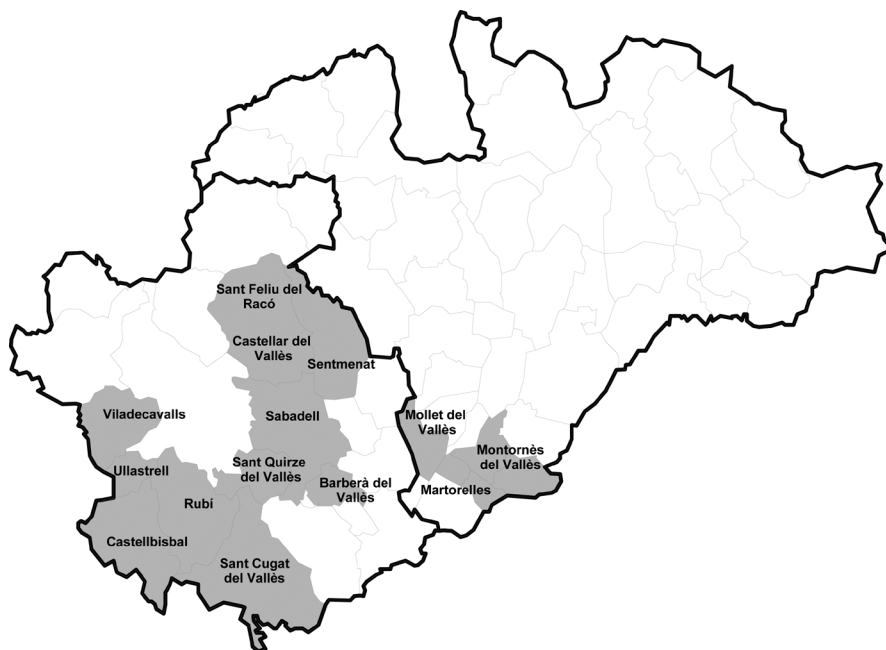 Sant Feliu del
Racó
Castellar del
Vallès
Sentmenat
Viladecavalls
Sabadell
Mollet del
Vallès
Montornès
del Vallès
Ullastrell
Sant Quirze
del Vallès
Barberà del
Vallès
Martorelles
Rubí
Castellbisbal
Sant Cugat
del Vallès